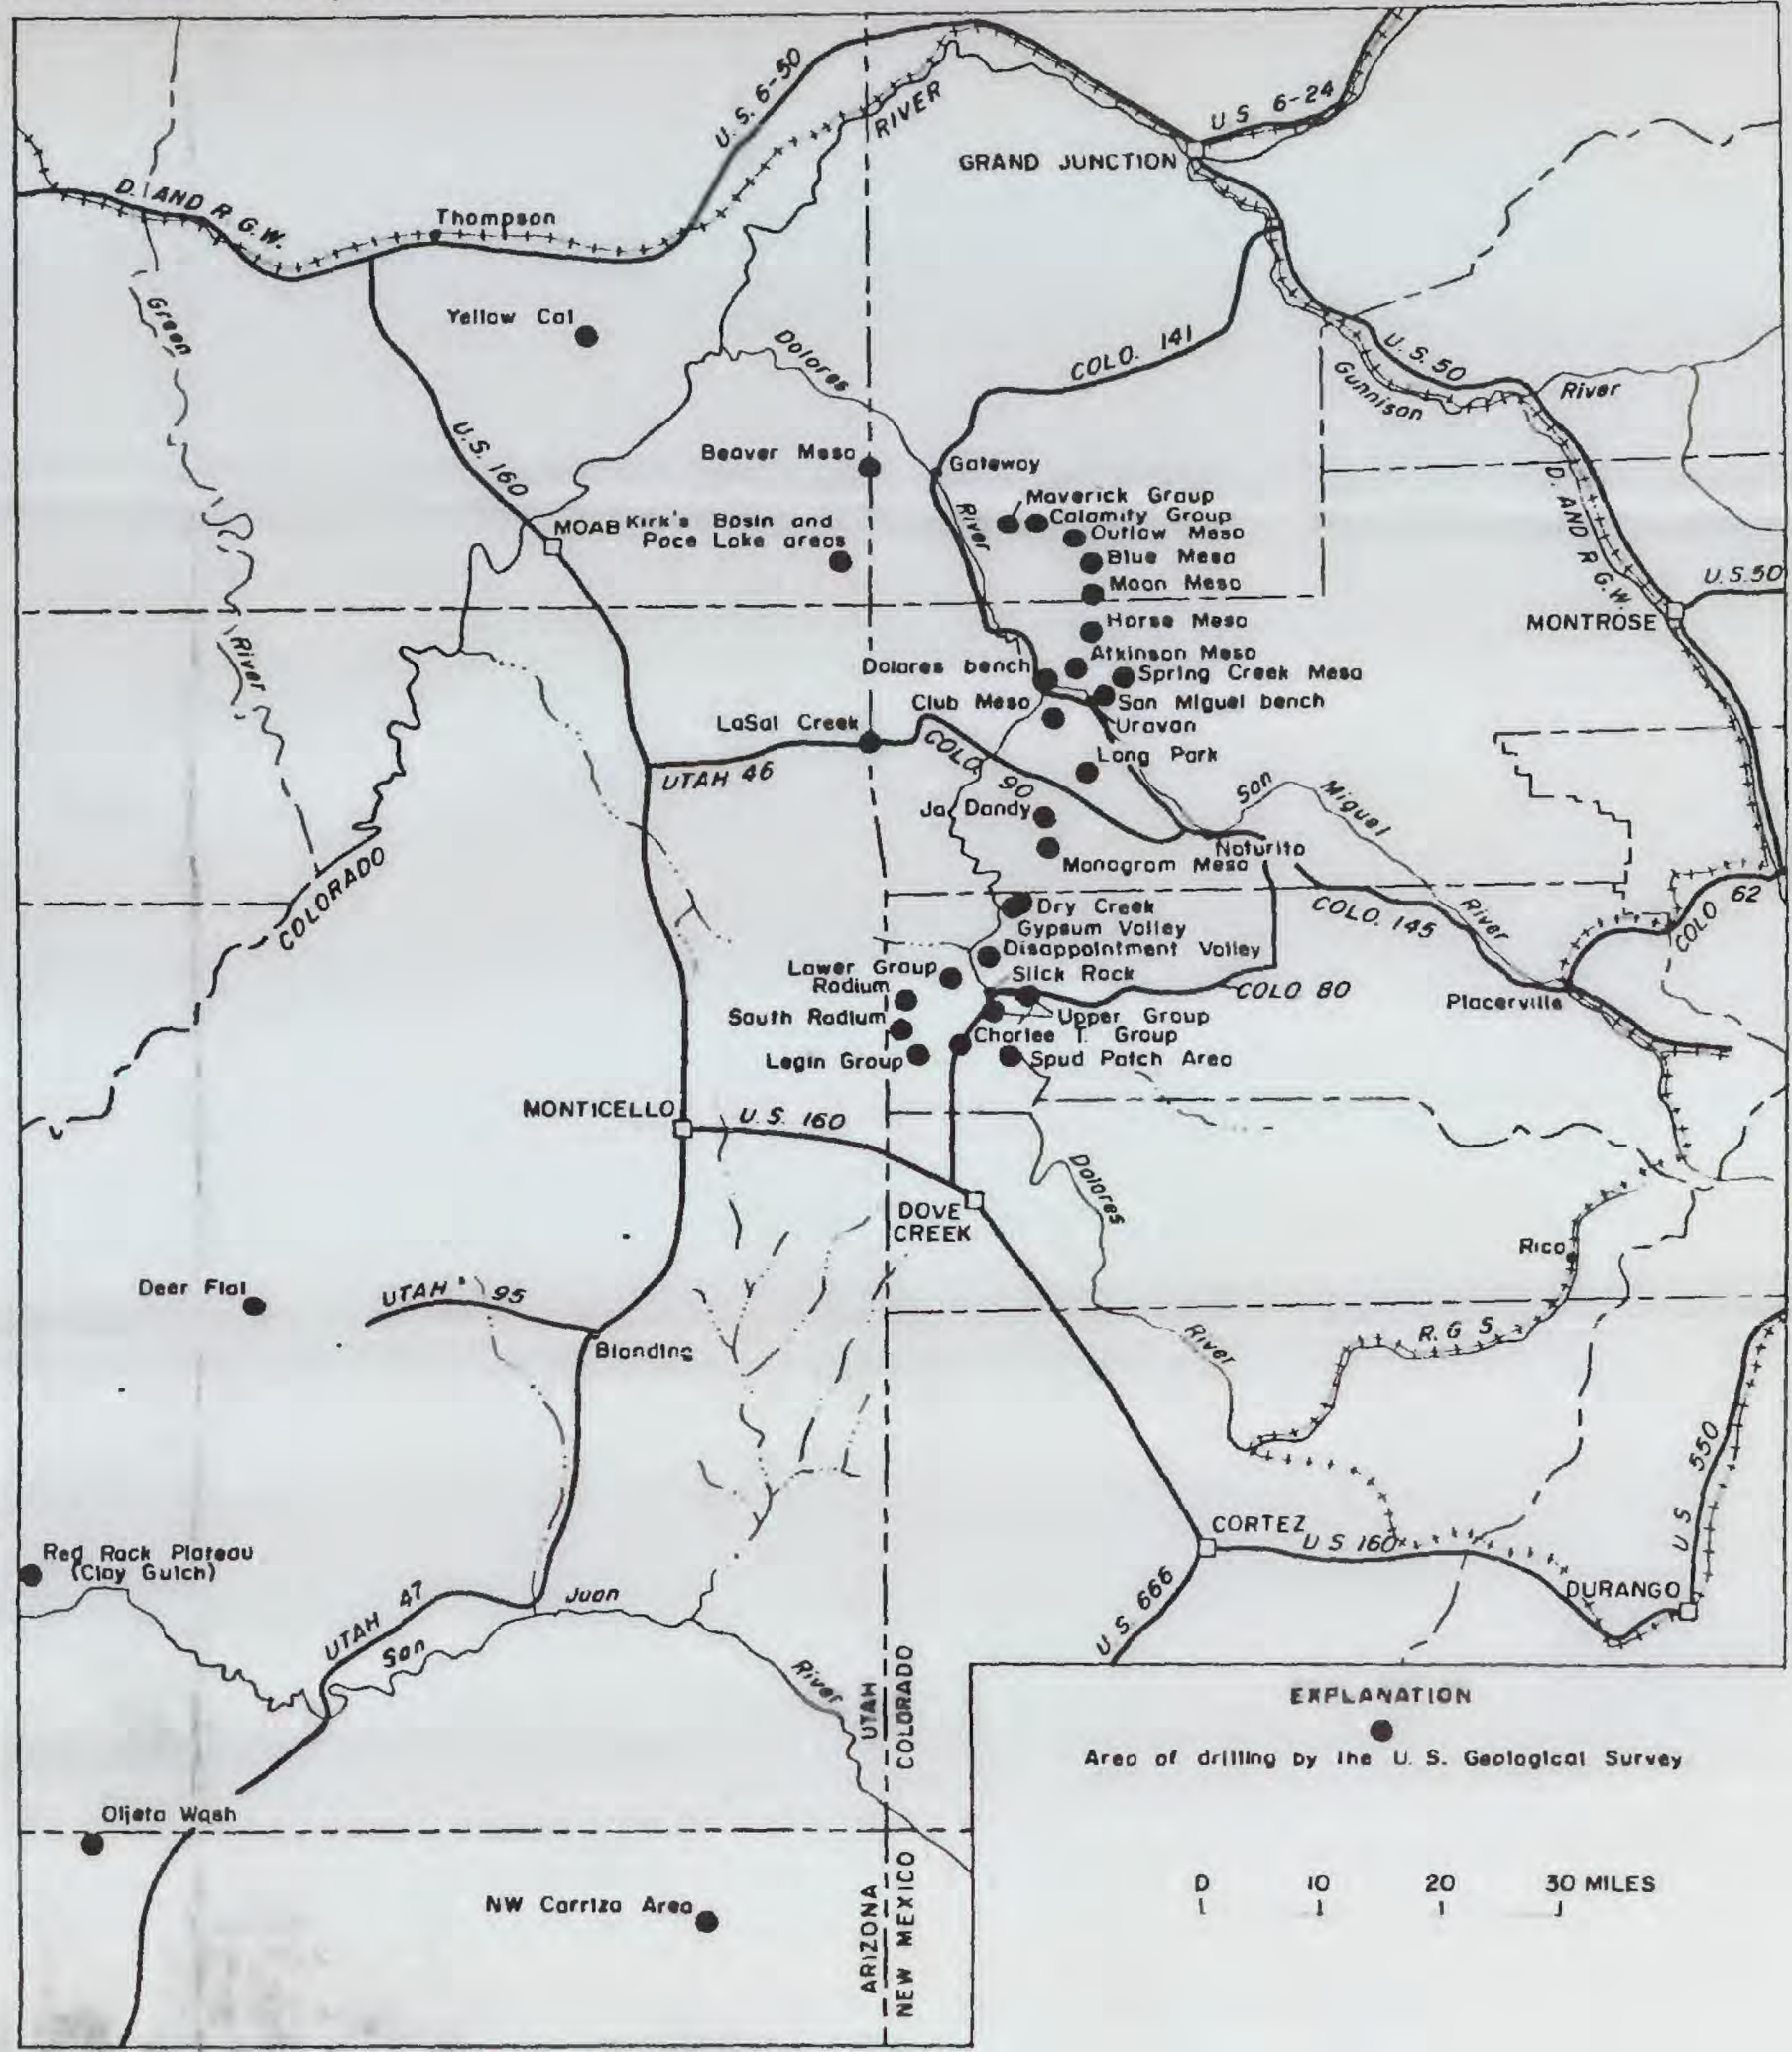 U.S. 6-50
RIVER
U S 6-24
GRAND JUNCTION
D. AND R G.W.
Thompson
Green
River
Yellow Cat
Dolores
River
COLO. 141
U.S. 50
Gunnison
River
U.S. 160
Beaver Mesa
Gateway
Maverick Group
Calamity Group
Outlaw Mesa
Blue Mesa
Moon Mesa
MOAB
Kirk's Basin and
Pace Lake areas
D. AND R G.W.
U.S.50
MONTROSE
Horse Mesa
Atkinson Mesa
Dolores bench
Spring Creek Mesa
Club Mesa
San Miguel bench
Uravan
LaSal Creek
UTAH 46
COLO. 90
Long Park
San Miguel
River
Jo Dandy
Naturita
Monogram Mesa
COLORADO
Dry Creek
Gypsum Valley
Disappointment Valley
COLO. 145
COLO 62
Lower Group
Slick Rock
Radium
COLO 80
Placerville
South Radium
Upper Group
Charlee T. Group
Legin Group
Spud Patch Area
MONTICELLO
U.S. 160
DOVE
CREEK
Dolores
River
Rico
Deer Flat
UTAH 95
Blanding
R.G S.
U S 550
CORTEZ
U S 160
DURANGO
U S 666
Red Rock Plateau
(Clay Gulch)
UTAH 47
San
Juan
River
UTAH
COLORADO
EXPLANATION
Area of drilling by the U. S. Geological Survey
Oljeto Wash
NW Carrizo Area
ARIZONA
NEW MEXICO
0 10 20 30 MILES